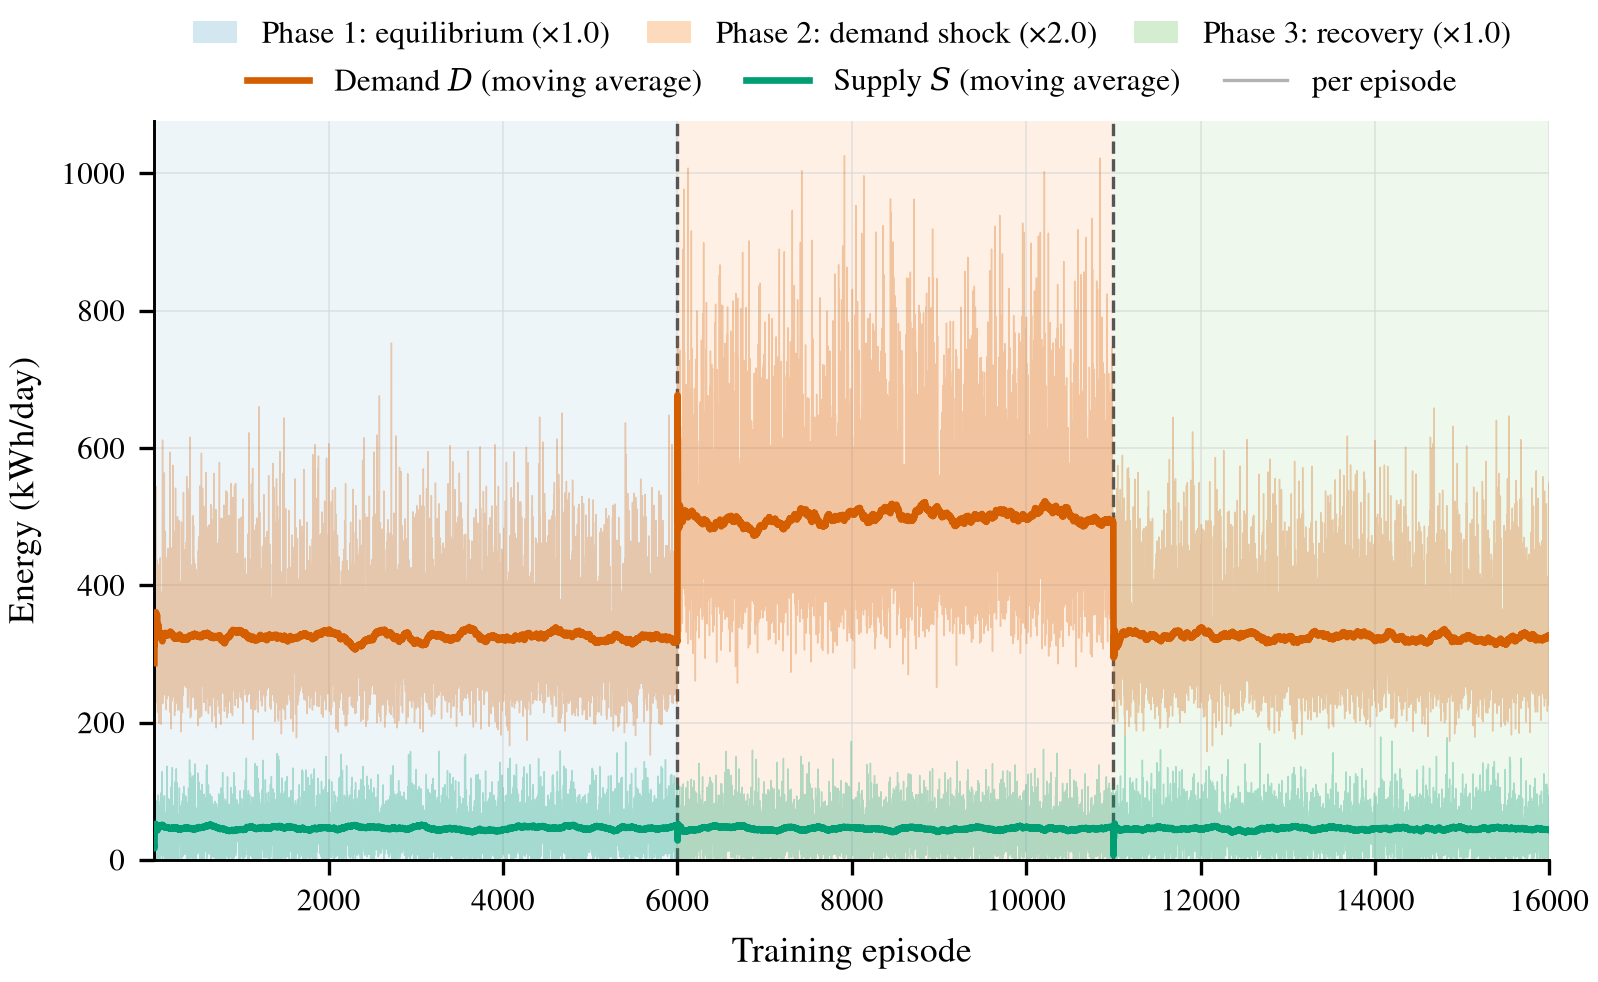 Phase 1: equilibrium (×1.0) Phase 2: demand shock (×2.0) Phase 3: recovery (×1.0)
Demand D (moving average) Supply S (moving average) per episode
1000
800
600
400
200
0
Energy (kWh/day)
2000 4000 6000 8000 10000 12000 14000 16000
Training episode